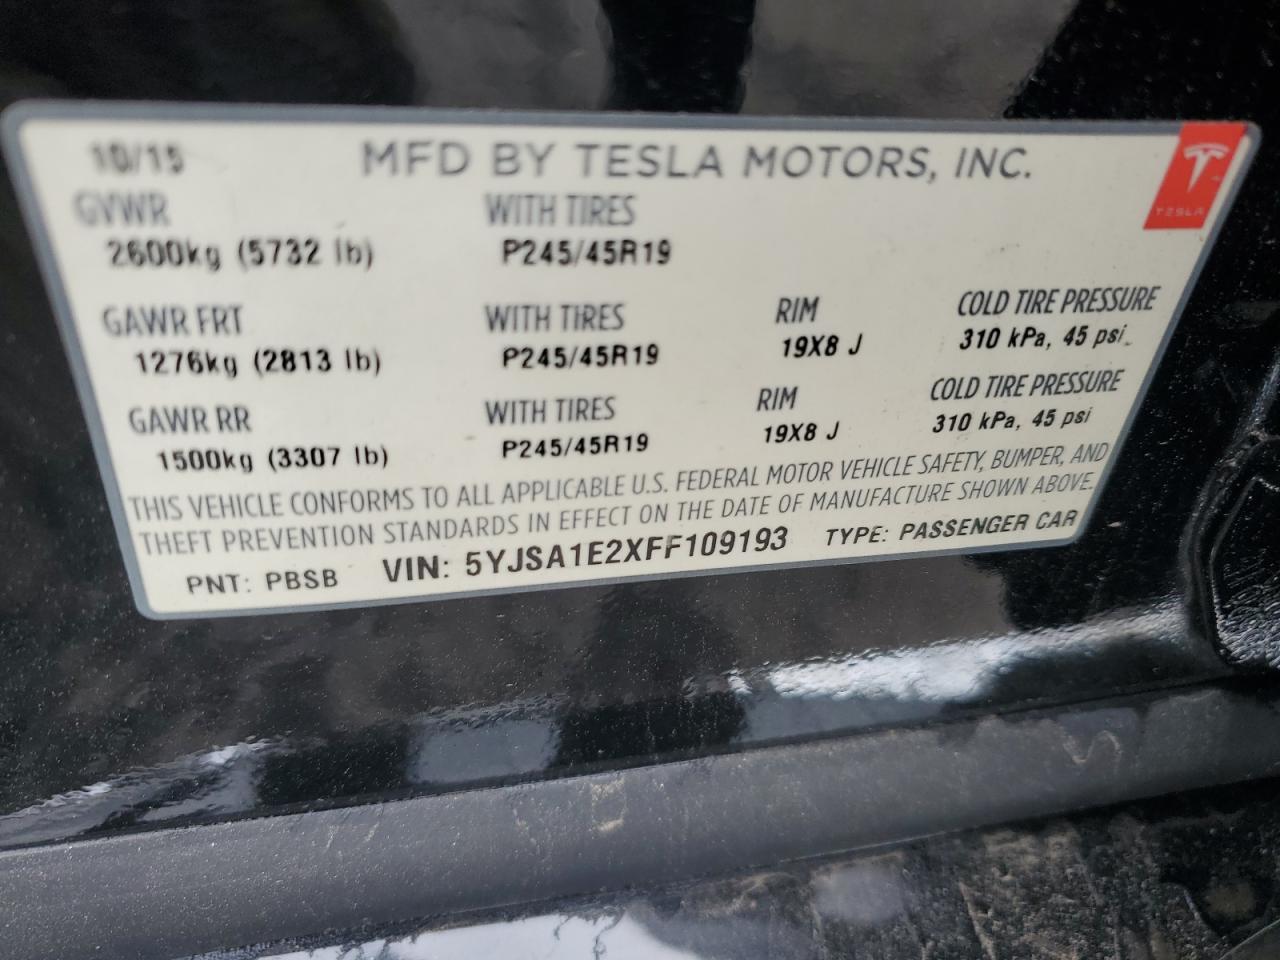 10/15 MFD BY TESLA MOTORS, INC.
TESLA
GVWR WITH TIRES
2600kg (5732 lb) P245/45R19
GAWR FRT WITH TIRES RIM COLD TIRE PRESSURE
1276kg (2813 lb) P245/45R19 19X8 J 310 kPa, 45 psi
GAWR RR WITH TIRES RIM COLD TIRE PRESSURE
1500kg (3307 lb) P245/45R19 19X8 J 310 kPa, 45 psi
THIS VEHICLE CONFORMS TO ALL APPLICABLE U.S. FEDERAL MOTOR VEHICLE SAFETY, BUMPER, AND
THEFT PREVENTION STANDARDS IN EFFECT ON THE DATE OF MANUFACTURE SHOWN ABOVE.
PNT: PBSB VIN: 5YJSA1E2XFF109193 TYPE: PASSENGER CAR